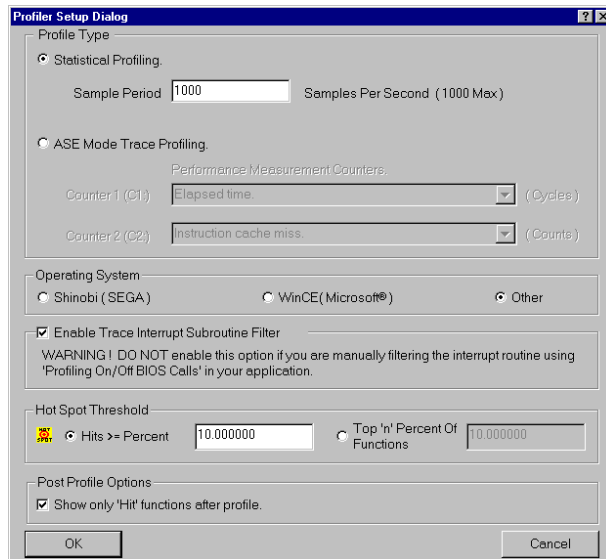 Profiler Setup Dialog
Profile Type
Statistical Profiling.
Sample Period 1000 Samples Per Second ( 1000 Max )
ASE Mode Trace Profiling.
Performance Measurement Counters.
Counter 1 (C1:) Elapsed time. ( Cycles )
Counter 2 (C2:) Instruction cache miss. ( Counts )
Operating System
Shinobi ( SEGA ) WinCE( Microsoft® ) Other
Enable Trace Interrupt Subroutine Filter
WARNING ! DO NOT enable this option if you are manually filtering the interrupt routine using
'Profiling On/Off BIOS Calls' in your application.
Hot Spot Threshold
HOT SPOT Hits >= Percent 10.000000 Top 'n' Percent Of Functions 10.000000
Post Profile Options
Show only 'Hit' functions after profile.
OK Cancel